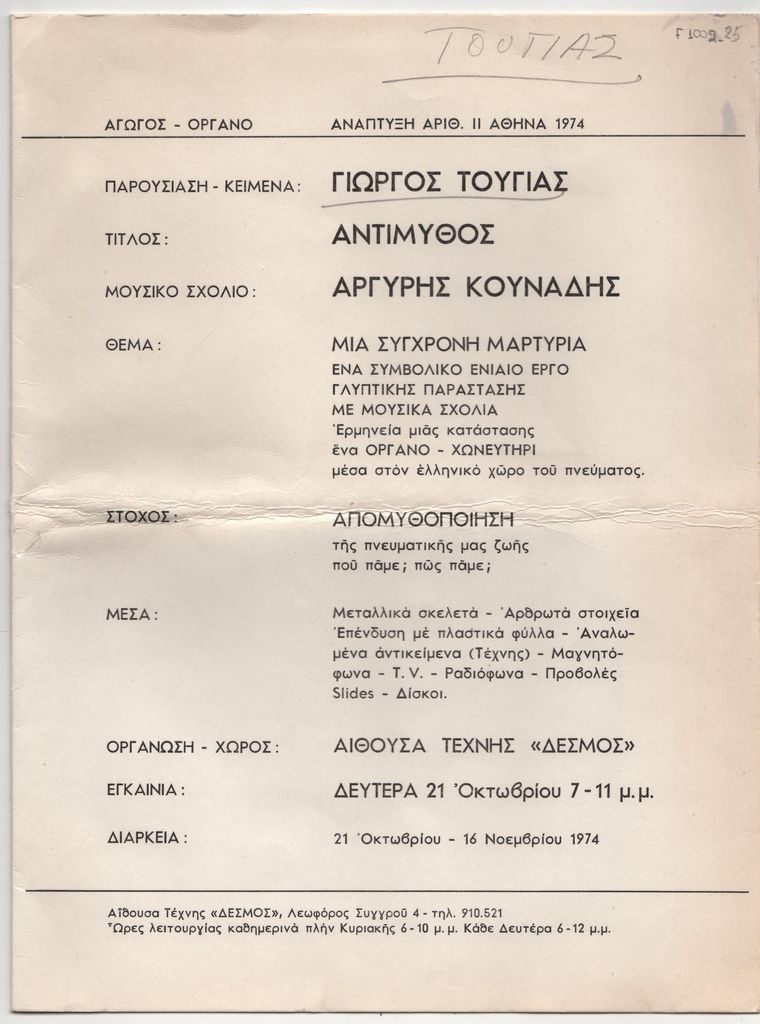 ΤΟΥΓΙΑΣ
F 1002-25
ΑΓΩΓΟΣ - ΟΡΓΑΝΟ ΑΝΑΠΤΥΞΗ ΑΡΙΘ. ΙΙ ΑΘΗΝΑ 1974
ΠΑΡΟΥΣΙΑΣΗ - ΚΕΙΜΕΝΑ: ΓΙΩΡΓΟΣ ΤΟΥΓΙΑΣ
ΤΙΤΛΟΣ: ΑΝΤΙΜΥΘΟΣ
ΜΟΥΣΙΚΟ ΣΧΟΛΙΟ: ΑΡΓΥΡΗΣ ΚΟΥΝΑΔΗΣ
ΘΕΜΑ: ΜΙΑ ΣΥΓΧΡΟΝΗ ΜΑΡΤΥΡΙΑ
ΕΝΑ ΣΥΜΒΟΛΙΚΟ ΕΝΙΑΙΟ ΕΡΓΟ
ΓΛΥΠΤΙΚΗΣ ΠΑΡΑΣΤΑΣΗΣ
ΜΕ ΜΟΥΣΙΚΑ ΣΧΟΛΙΑ
Ἑρμηνεία μιᾶς κατάστασης
ἕνα ΟΡΓΑΝΟ - ΧΩΝΕΥΤΗΡΙ
μέσα στὸν ἑλληνικὸ χῶρο τοῦ πνεύματος.
ΣΤΟΧΟΣ: ΑΠΟΜΥΘΟΠΟΙΗΣΗ
τῆς πνευματικῆς μας ζωῆς
ποῦ πᾶμε; πῶς πᾶμε;
ΜΕΣΑ: Μεταλλικὰ σκελετὰ - Ἀρθρωτὰ στοιχεῖα
Ἐπένδυση μὲ πλαστικὰ φύλλα - Ἀναλω-
μένα ἀντικείμενα (Τέχνης) - Μαγνητό-
φωνα - T.V. - Ραδιόφωνα - Προβολές
Slides - Δίσκοι.
ΟΡΓΑΝΩΣΗ - ΧΩΡΟΣ: ΑΙΘΟΥΣΑ ΤΕΧΝΗΣ «ΔΕΣΜΟΣ»
ΕΓΚΑΙΝΙΑ: ΔΕΥΤΕΡΑ 21 Ὀκτωβρίου 7-11 μ.μ.
ΔΙΑΡΚΕΙΑ: 21 Ὀκτωβρίου - 16 Νοεμβρίου 1974
Αἴθουσα Τέχνης «ΔΕΣΜΟΣ», Λεωφόρος Συγγροῦ 4 - τηλ. 910.521
Ὧρες λειτουργίας καθημερινὰ πλὴν Κυριακῆς 6-10 μ.μ. Κάθε Δευτέρα 6-12 μ.μ.